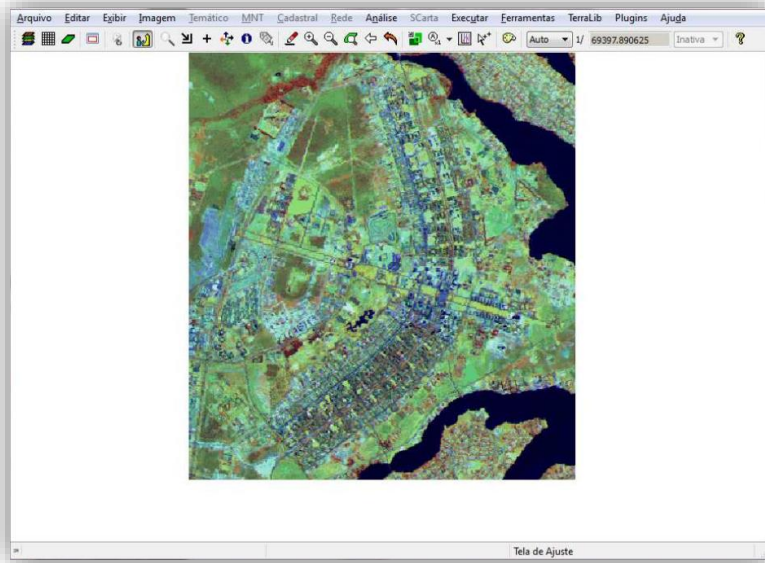 Arquivo Editar Exibir Imagem Temático MNT Cadastral Rede Análise SCarta Executar Ferramentas TerraLib Plugins Ajuda
Auto 1/ 69397.890625 Inativa
Tela de Ajuste